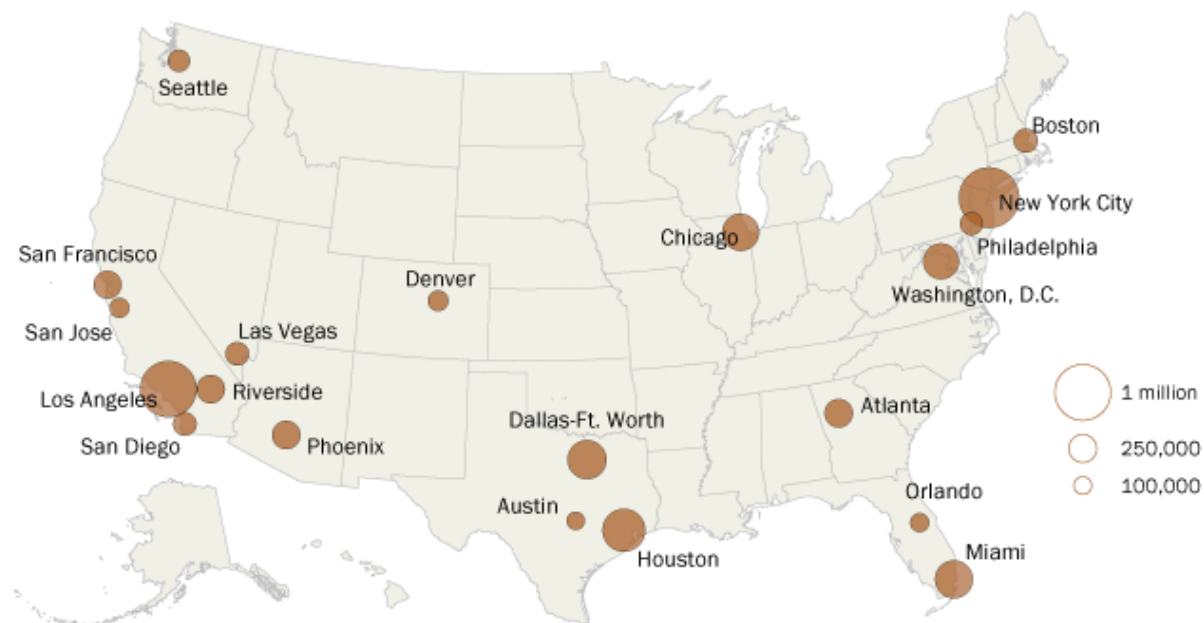 Seattle
Boston
New York City
Chicago
Philadelphia
San Francisco
Denver
Washington, D.C.
San Jose
Las Vegas
Riverside
Los Angeles
1 million
Atlanta
Dallas-Ft. Worth
San Diego
Phoenix
250,000
100,000
Orlando
Austin
Houston
Miami